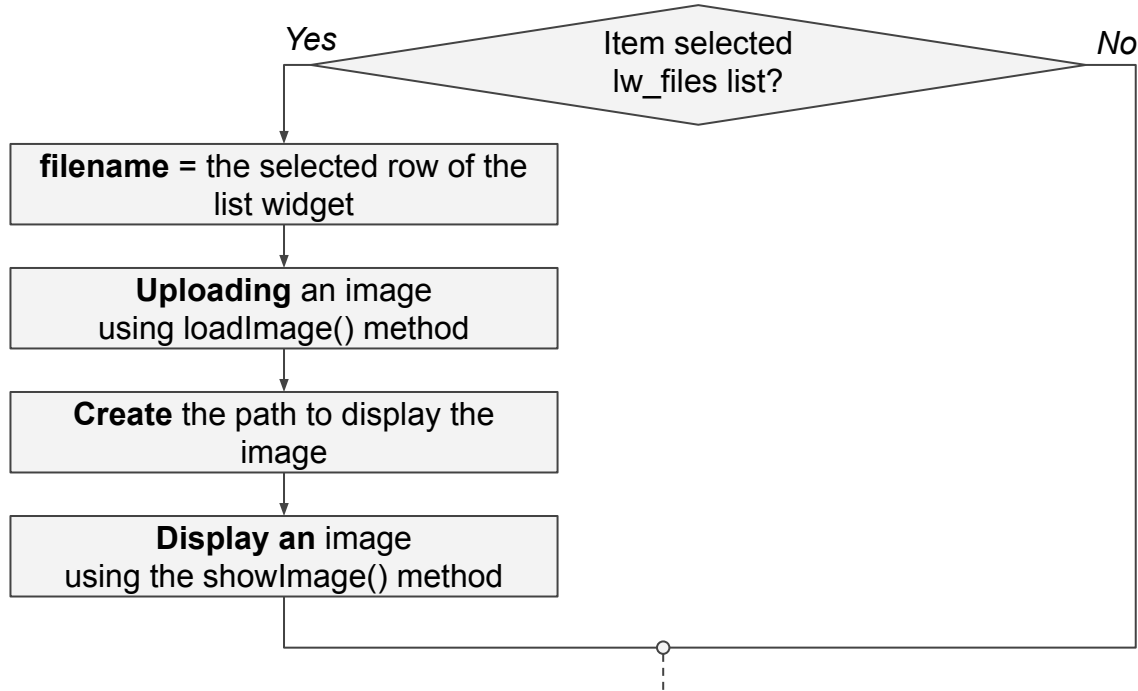 Yes
Item selected
lw_files list?
No
filename = the selected row of the
list widget
Uploading an image
using loadImage() method
Create the path to display the
image
Display an image
using the showImage() method